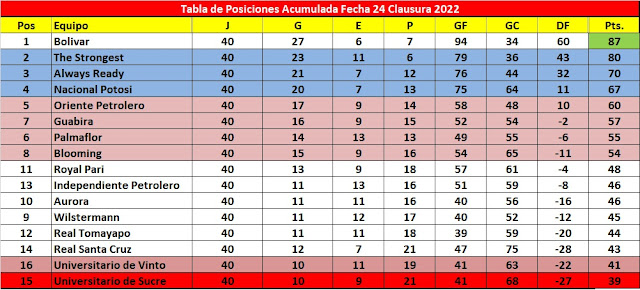 Tabla de Posiciones Acumulada Fecha 24 Clausura 2022
Pos Equipo J G E P GF GC DF Pts.
1 Bolivar 40 27 6 7 94 34 60 87
2 The Strongest 40 23 11 6 79 36 43 80
3 Always Ready 40 21 7 12 76 44 32 70
4 Nacional Potosi 40 20 7 13 75 64 11 67
5 Oriente Petrolero 40 17 9 14 58 48 10 60
7 Guabira 40 16 9 15 52 54 -2 57
6 Palmaflor 40 14 13 13 49 55 -6 55
8 Blooming 40 15 9 16 54 65 -11 54
11 Royal Pari 40 13 9 18 57 61 -4 48
13 Independiente Petrolero 40 11 13 16 51 59 -8 46
10 Aurora 40 11 11 16 40 56 -16 46
9 Wilstermann 40 11 12 17 40 52 -12 45
12 Real Tomayapo 40 11 11 18 39 59 -20 44
14 Real Santa Cruz 40 12 7 21 47 75 -28 43
16 Universitario de Vinto 40 10 11 19 41 63 -22 41
15 Universitario de Sucre 40 10 9 21 41 68 -27 39